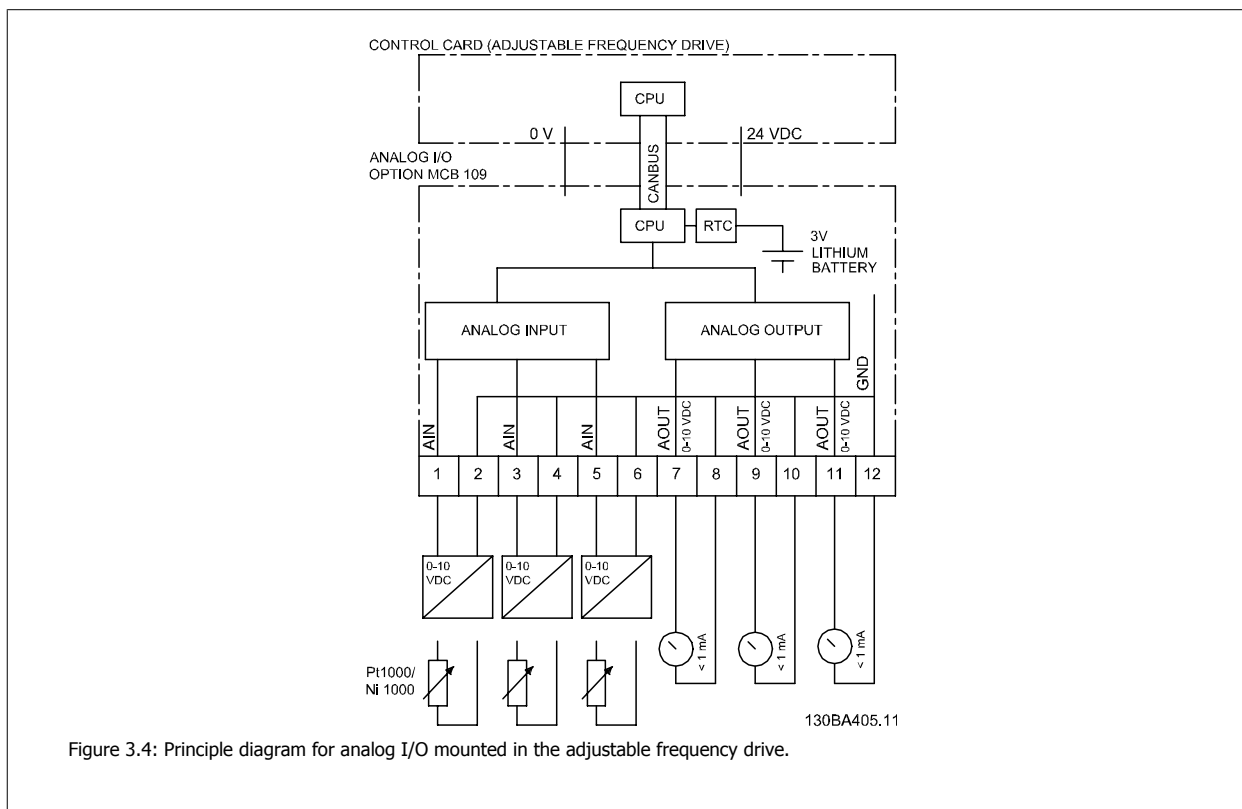 CONTROL CARD (ADJUSTABLE FREQUENCY DRIVE)
CPU
0 V
24 VDC
ANALOG I/O
OPTION MCB 109
CANBUS
CPU
RTC
3V
LITHIUM
BATTERY
ANALOG INPUT
ANALOG OUTPUT
GND
AIN
AIN
AIN
AOUT
0-10 VDC
AOUT
0-10 VDC
AOUT
0-10 VDC
1 2 3 4 5 6 7 8 9 10 11 12
0-10
VDC
0-10
VDC
0-10
VDC
< 1 mA
< 1 mA
< 1 mA
Pt1000/
Ni 1000
130BA405.11
Figure 3.4: Principle diagram for analog I/O mounted in the adjustable frequency drive.